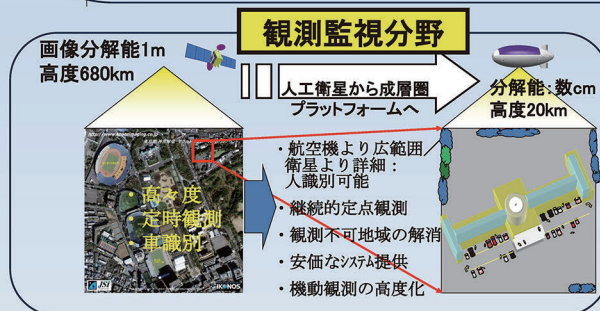 観測監視分野
画像分解能1m
高度680km
人工衛星から成層圏
プラットフォームへ
分解能：数cm
高度20km
・高々度
・定時観測
・車識別
JSI
IKONOS
・航空機より広範囲
衛星より詳細：
人識別可能
・継続的定点観測
・観測不可地域の解消
・安価なシステム提供
・機動観測の高度化